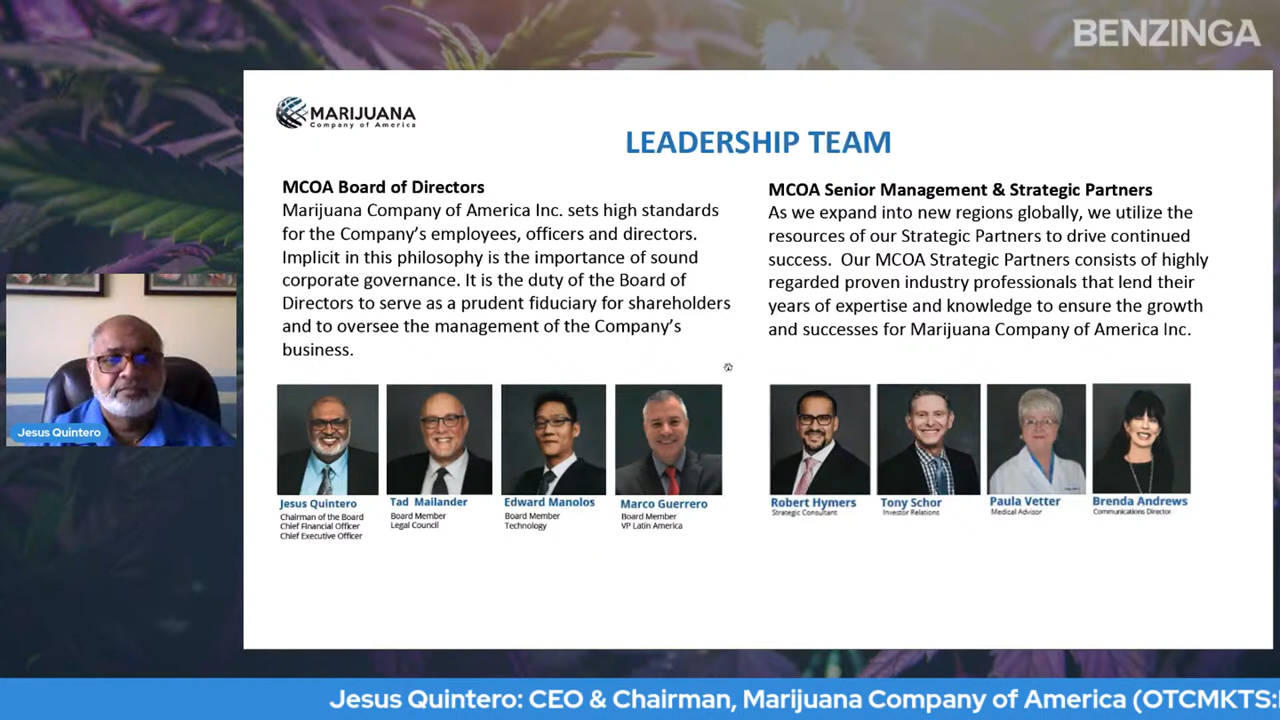 BENZINGA
MARIJUANA
Company of America
LEADERSHIP TEAM
MCOA Board of Directors
Marijuana Company of America Inc. sets high standards
for the Company's employees, officers and directors.
Implicit in this philosophy is the importance of sound
corporate governance. It is the duty of the Board of
Directors to serve as a prudent fiduciary for shareholders
and to oversee the management of the Company's
business.
MCOA Senior Management & Strategic Partners
As we expand into new regions globally, we utilize the
resources of our Strategic Partners to drive continued
success. Our MCOA Strategic Partners consists of highly
regarded proven industry professionals that lend their
years of expertise and knowledge to ensure the growth
and successes for Marijuana Company of America Inc.
Jesus Quintero
Chairman of the Board
Chief Financial Officer
Chief Executive Officer
Tad Mailander
Board Member
Legal Council
Edward Manolos
Board Member
Technology
Marco Guerrero
Board Member
VP Latin America
Robert Hymers
Strategic Consultant
Tony Schor
Investor Relations
Paula Vetter
Medical Advisor
Brenda Andrews
Communications Director
Jesus Quintero
Jesus Quintero: CEO & Chairman, Marijuana Company of America (OTCMKTS: